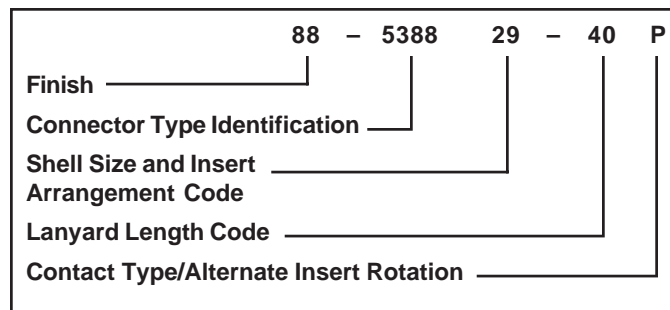 88 – 5388 29 – 40 P
Finish
Connector Type Identification
Shell Size and Insert
Arrangement Code
Lanyard Length Code
Contact Type/Alternate Insert Rotation